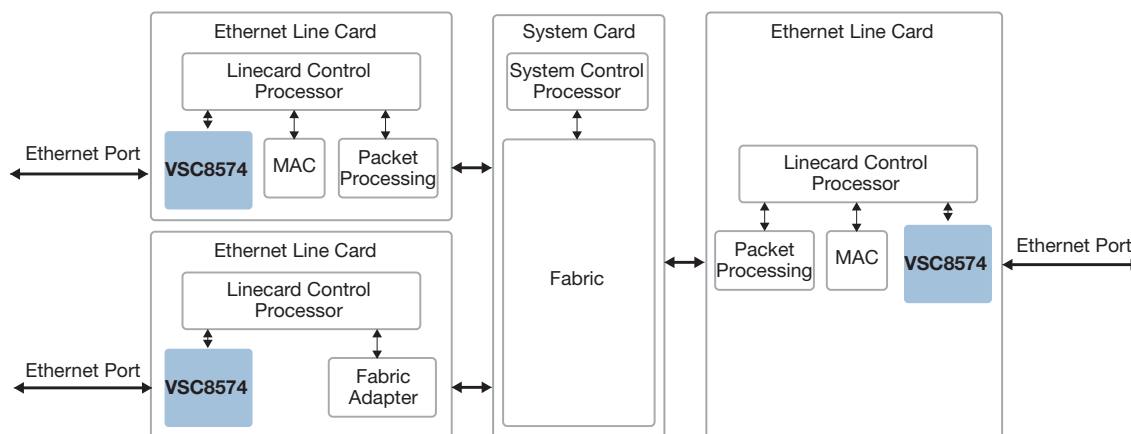 Ethernet Line Card
Linecard Control
Processor
Ethernet Port
VSC8574
MAC
Packet
Processing
Ethernet Line Card
Linecard Control
Processor
Ethernet Port
VSC8574
Fabric
Adapter
System Card
System Control
Processor
Fabric
Ethernet Line Card
Linecard Control
Processor
Packet
Processing
MAC
VSC8574
Ethernet Port